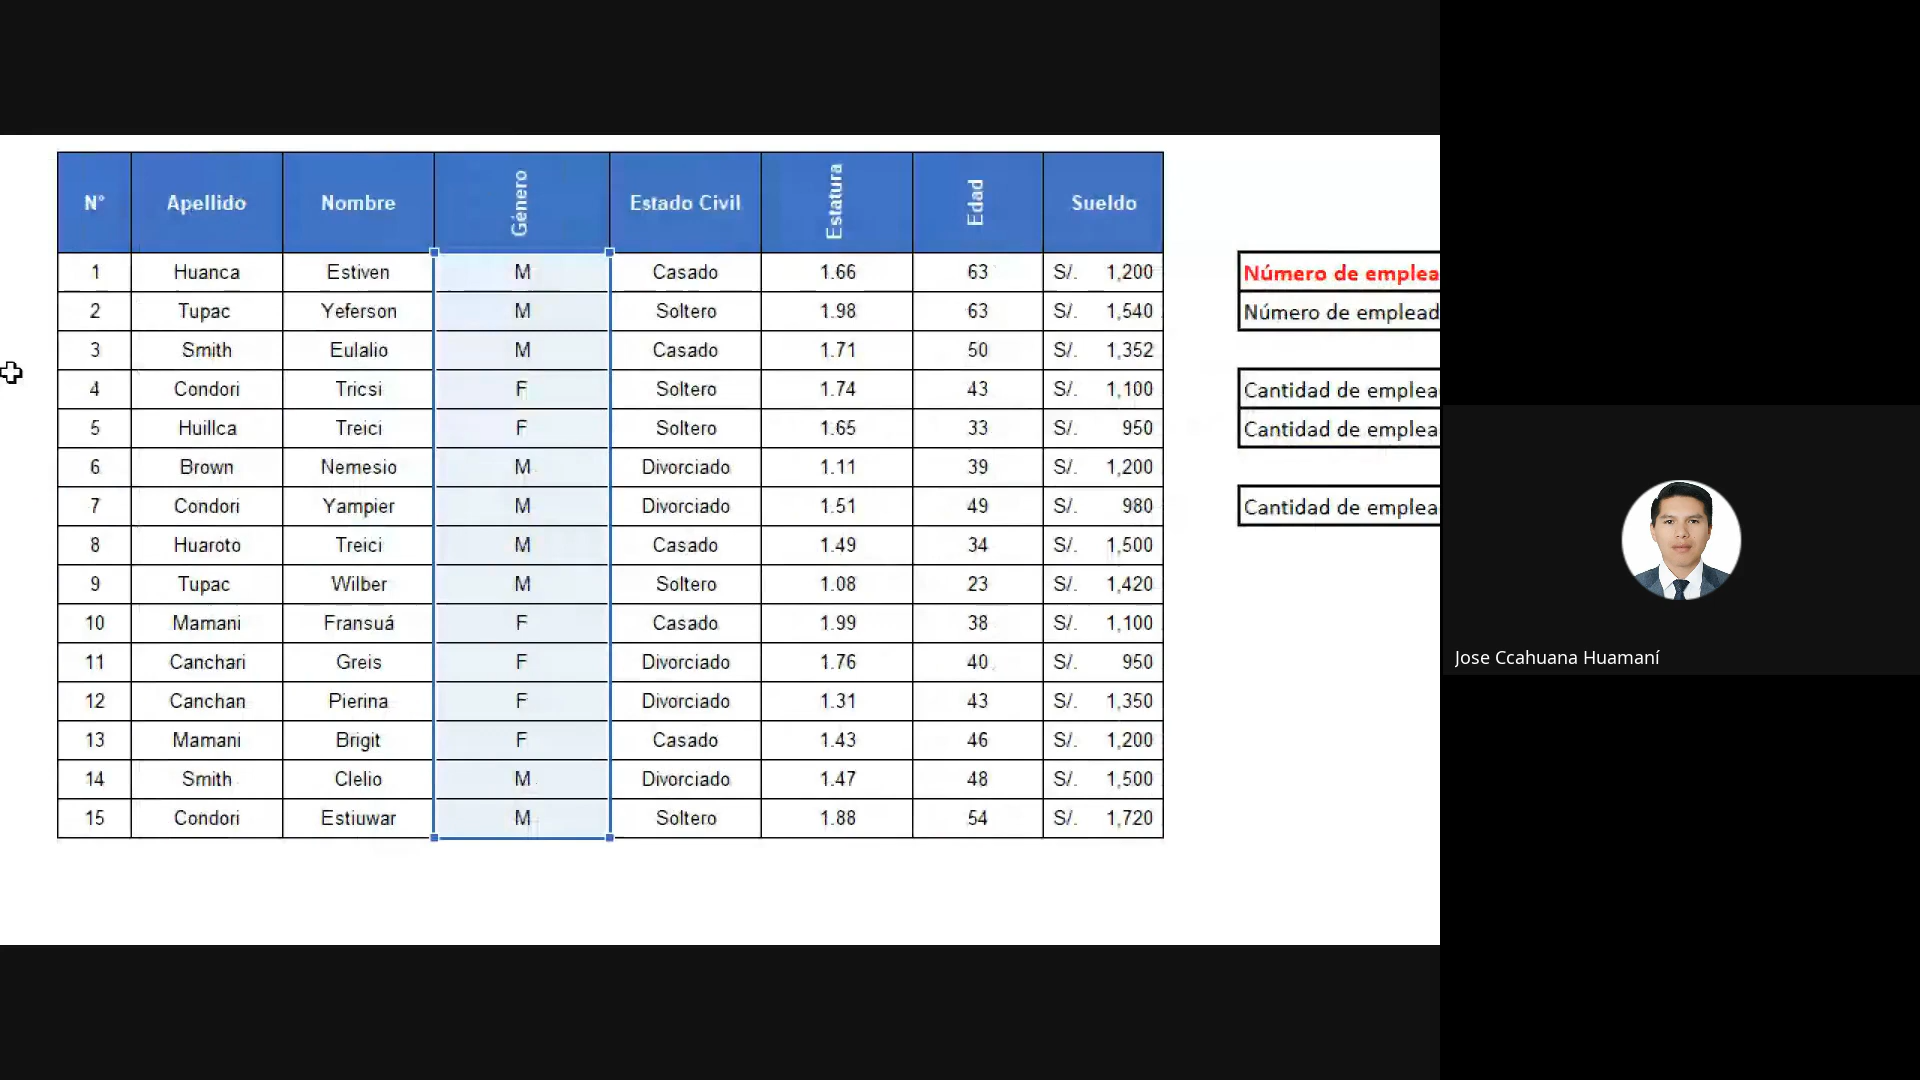 N° Apellido Nombre Género Estado Civil Estatura Edad Sueldo
1 Huanca Estiven M Casado 1.66 63 S/. 1,200
2 Tupac Yeferson M Soltero 1.98 63 S/. 1,540
3 Smith Eulalio M Casado 1.71 50 S/. 1,352
4 Condori Tricsi F Soltero 1.74 43 S/. 1,100
5 Huillca Treici F Soltero 1.65 33 S/. 950
6 Brown Nemesio M Divorciado 1.11 39 S/. 1,200
7 Condori Yampier M Divorciado 1.51 49 S/. 980
8 Huaroto Treici M Casado 1.49 34 S/. 1,500
9 Tupac Wilber M Soltero 1.08 23 S/. 1,420
10 Mamani Fransuá F Casado 1.99 38 S/. 1,100
11 Canchari Greis F Divorciado 1.76 40 S/. 950
12 Canchan Pierina F Divorciado 1.31 43 S/. 1,350
13 Mamani Brigit F Casado 1.43 46 S/. 1,200
14 Smith Clelio M Divorciado 1.47 48 S/. 1,500
15 Condori Estiuwar M Soltero 1.88 54 S/. 1,720
Número de emplea
Número de emplead
Cantidad de emplea
Cantidad de emplea
Cantidad de emplea
Jose Ccahuana Huamaní